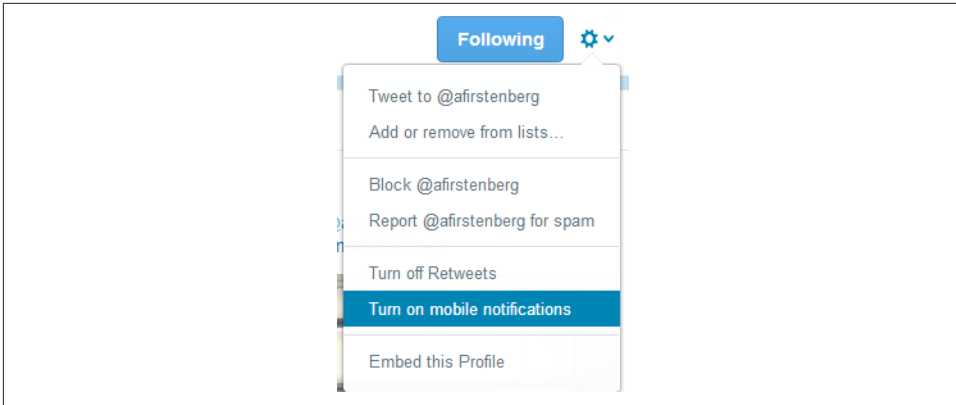 Following
Tweet to @afirstenberg
Add or remove from lists…
Block @afirstenberg
Report @afirstenberg for spam
Turn off Retweets
Turn on mobile notifications
Embed this Profile